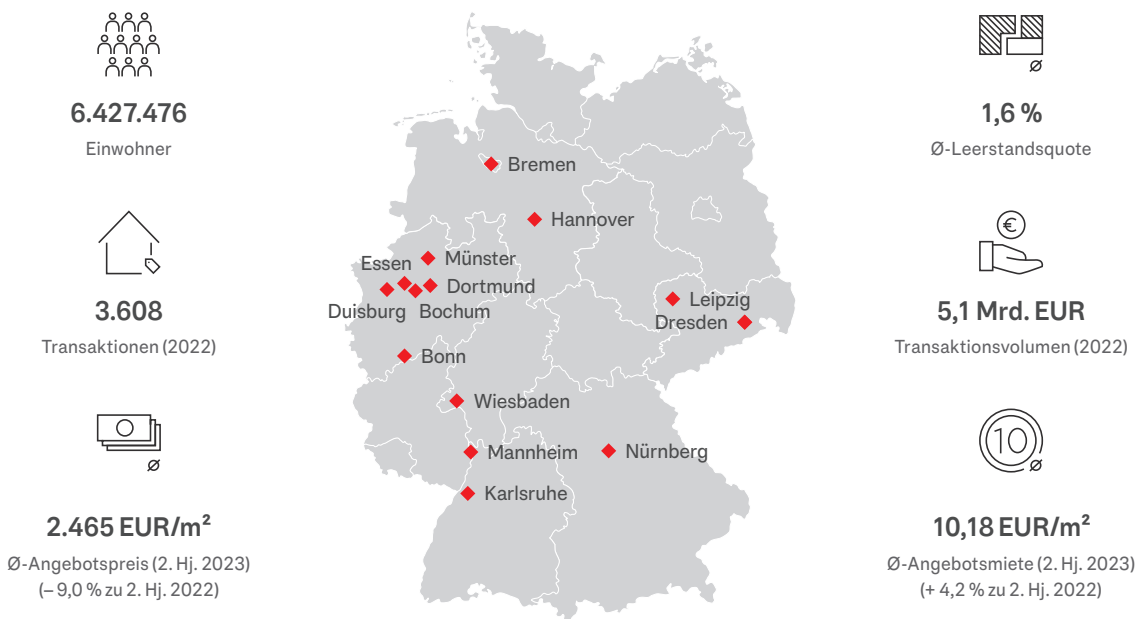 6.427.476
Einwohner
3.608
Transaktionen (2022)
2.465 EUR/m²
Ø-Angebotspreis (2. Hj. 2023)
(– 9,0 % zu 2. Hj. 2022)
Bremen
Hannover
Münster
Essen
Dortmund
Duisburg
Bochum
Leipzig
Dresden
Bonn
Wiesbaden
Mannheim
Nürnberg
Karlsruhe
Ø
1,6 %
Ø-Leerstandsquote
€
5,1 Mrd. EUR
Transaktionsvolumen (2022)
10
Ø
10,18 EUR/m²
Ø-Angebotsmiete (2. Hj. 2023)
(+ 4,2 % zu 2. Hj. 2022)
Ø